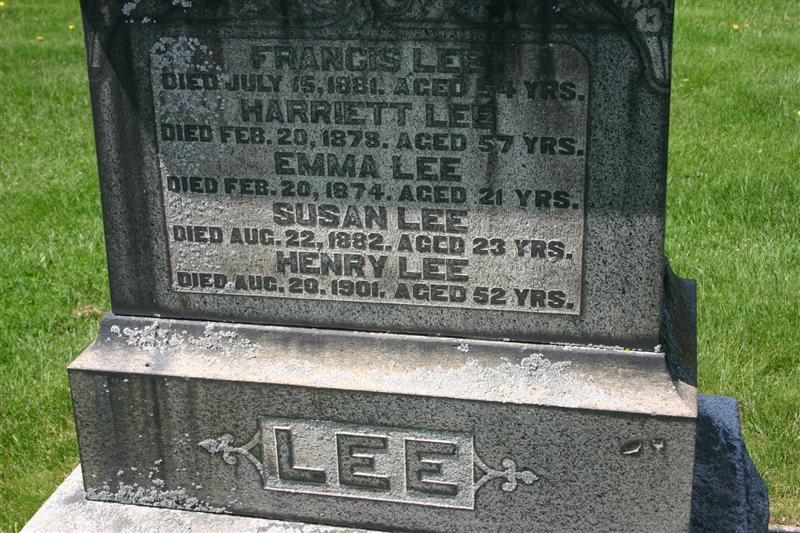 FRANCIS LEE
DIED JULY 15, 1881. AGED 54 YRS.
HARRIETT LEE
DIED FEB. 20, 1878. AGED 57 YRS.
EMMA LEE
DIED FEB. 20, 1874. AGED 21 YRS.
SUSAN LEE
DIED AUG. 22, 1882. AGED 23 YRS.
HENRY LEE
DIED AUG. 20. 1901. AGED 52 YRS.
LEE